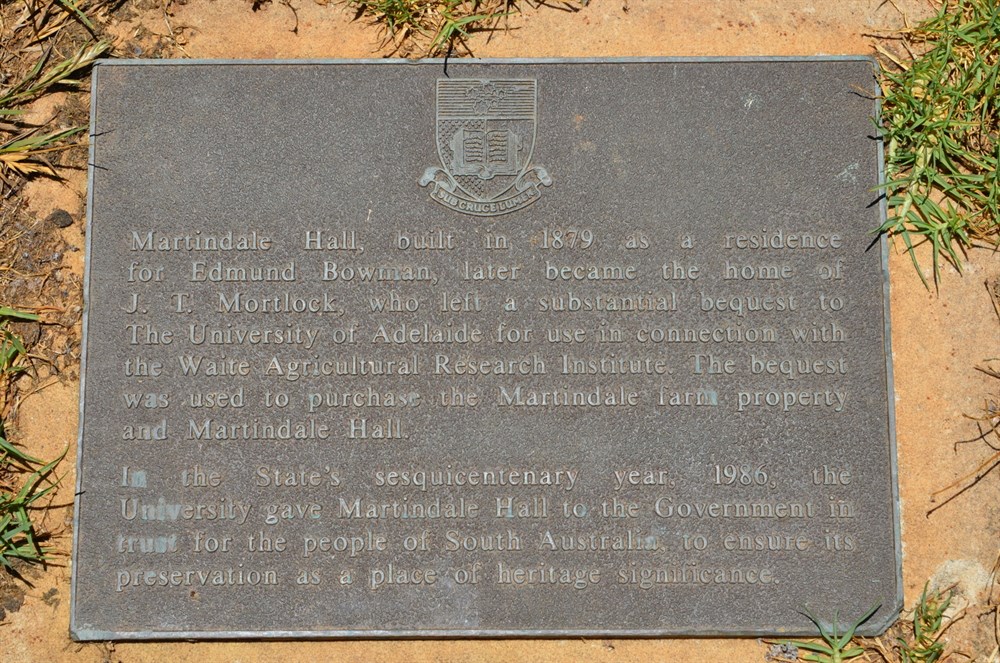 SUB CRUCE LUMEN
Martindale Hall, built in 1879 as a residence
for Edmund Bowman, later became the home of
J. T. Mortlock, who left a substantial bequest to
The University of Adelaide for use in connection with
the Waite Agricultural Research Institute. The bequest
was used to purchase the Martindale farm property
and Martindale Hall.
In the State's sesquicentenary year, 1986, the
University gave Martindale Hall to the Government in
trust for the people of South Australia, to ensure its
preservation as a place of heritage significance.